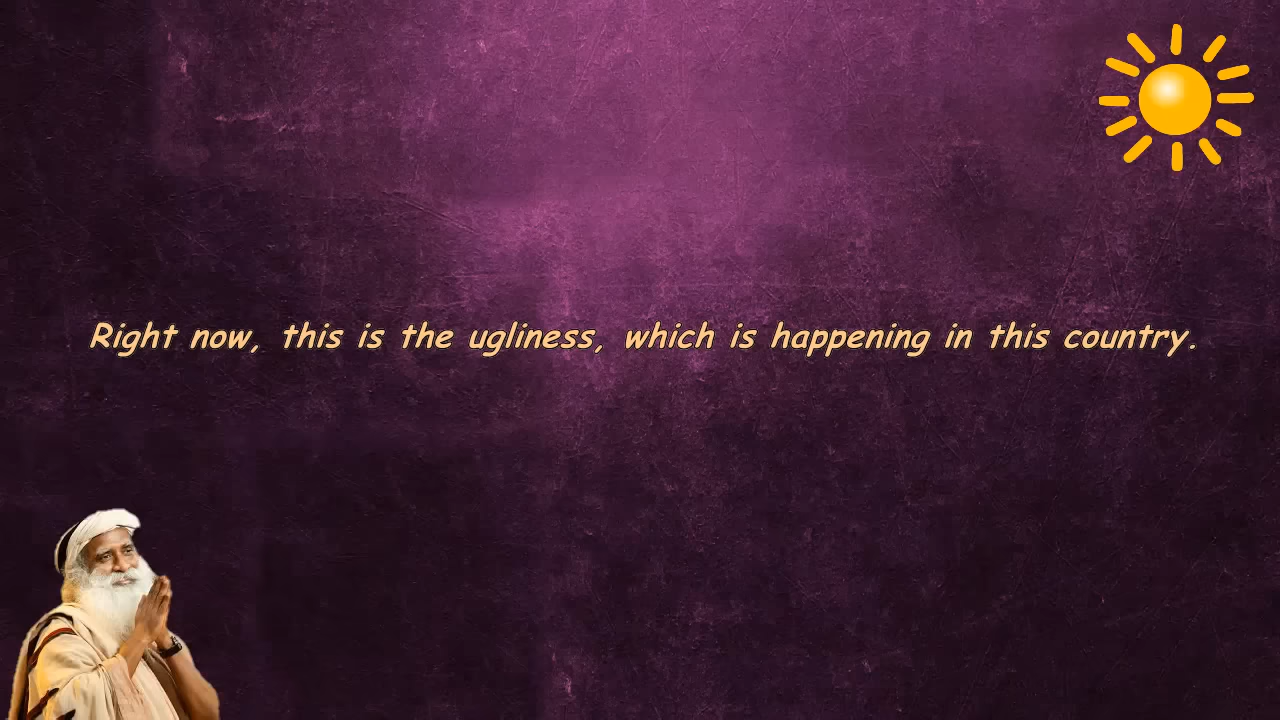 Right now, this is the ugliness, which is happening in this country.